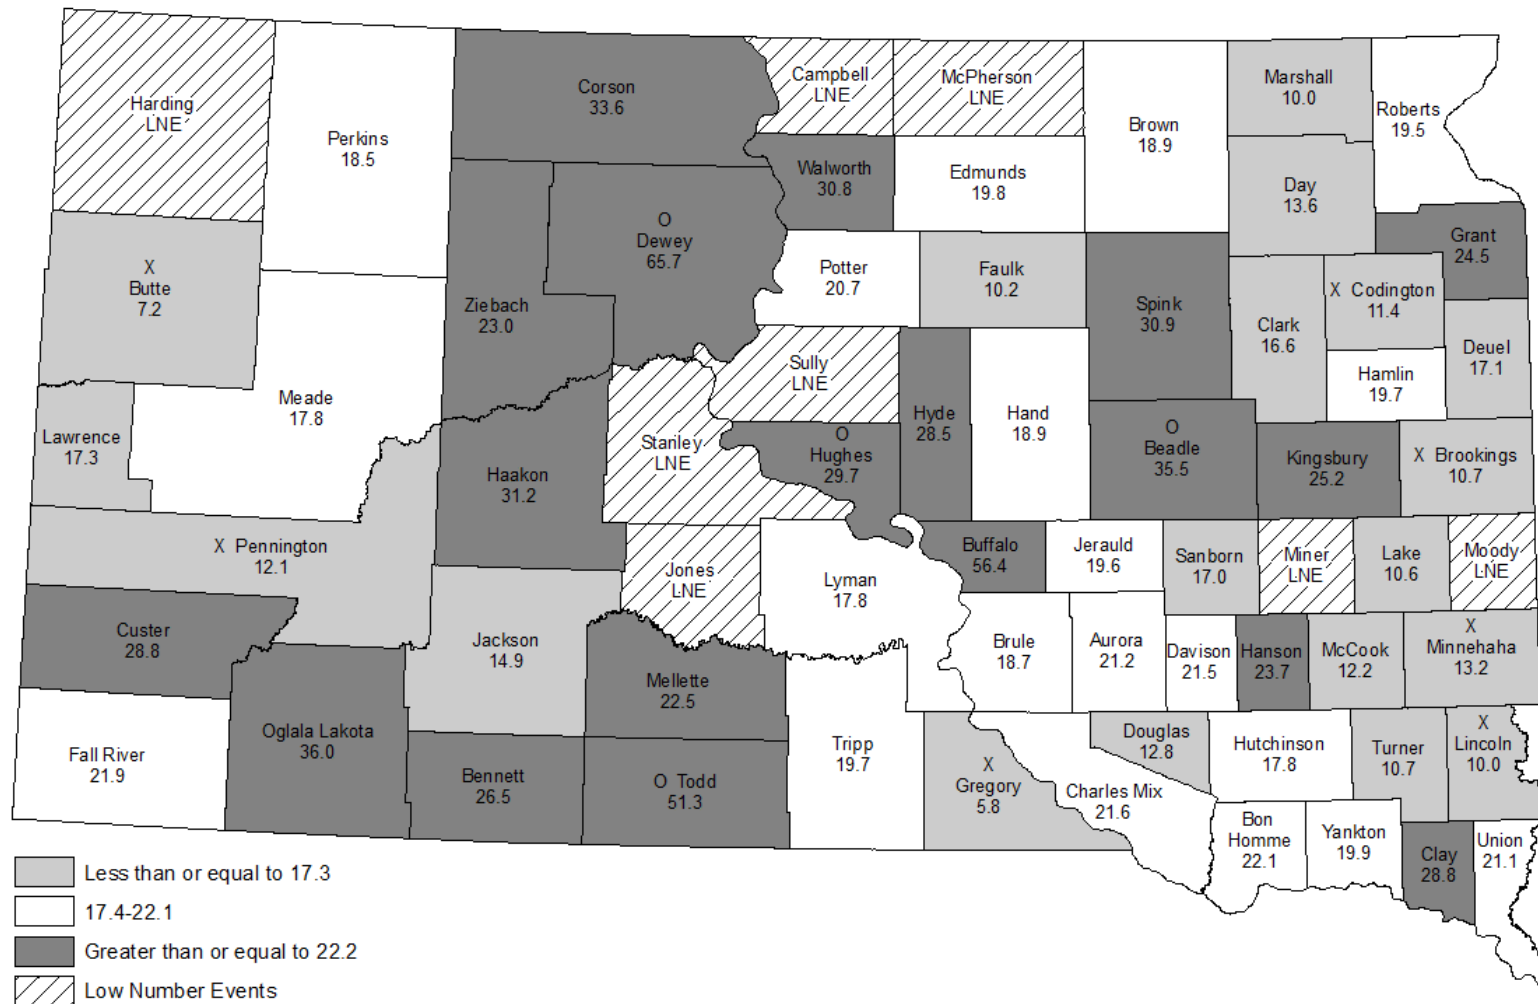 Harding
LNE
Perkins
18.5
Corson
33.6
Campbell
LNE
McPherson
LNE
Brown
18.9
Marshall
10.0
Roberts
19.5
Walworth
30.8
Edmunds
19.8
Day
13.6
Grant
24.5
X
Butte
7.2
O
Dewey
65.7
Ziebach
23.0
Potter
20.7
Faulk
10.2
Spink
30.9
Clark
16.6
X Codington
11.4
Deuel
17.1
Hamlin
19.7
Meade
17.8
Lawrence
17.3
Sully
LNE
Hyde
28.5
Hand
18.9
Stanley
LNE
O
Hughes
29.7
O
Beadle
35.5
Kingsbury
25.2
X Brookings
10.7
Haakon
31.2
X Pennington
12.1
Jones
LNE
Lyman
17.8
Buffalo
56.4
Jerauld
19.6
Sanborn
17.0
Miner
LNE
Lake
10.6
Moody
LNE
Custer
28.8
Jackson
14.9
Mellette
22.5
Brule
18.7
Aurora
21.2
Davison
21.5
Hanson
23.7
McCook
12.2
X
Minnehaha
13.2
Fall River
21.9
Oglala Lakota
36.0
Bennett
26.5
O Todd
51.3
Tripp
19.7
X
Gregory
5.8
Charles Mix
21.6
Douglas
12.8
Hutchinson
17.8
Turner
10.7
X
Lincoln
10.0
Bon
Homme
22.1
Yankton
19.9
Clay
28.8
Union
21.1
Less than or equal to 17.3
17.4-22.1
Greater than or equal to 22.2
Low Number Events